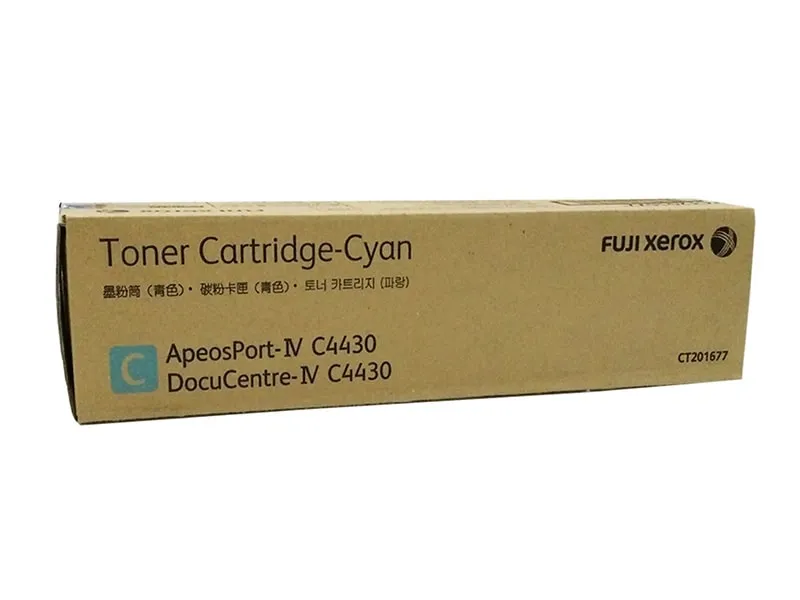 Toner Cartridge-Cyan
FUJI xerox
墨粉筒（青色）• 碳粉卡匣（青色）• 토너 카트리지 (파랑)
C
ApeosPort-Ⅳ C4430
DocuCentre-Ⅳ C4430
CT201677